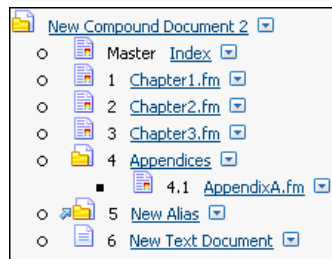 New Compound Document 2
Master Index
1 Chapter1.fm
2 Chapter2.fm
3 Chapter3.fm
4 Appendices
4.1 AppendixA.fm
5 New Alias
6 New Text Document